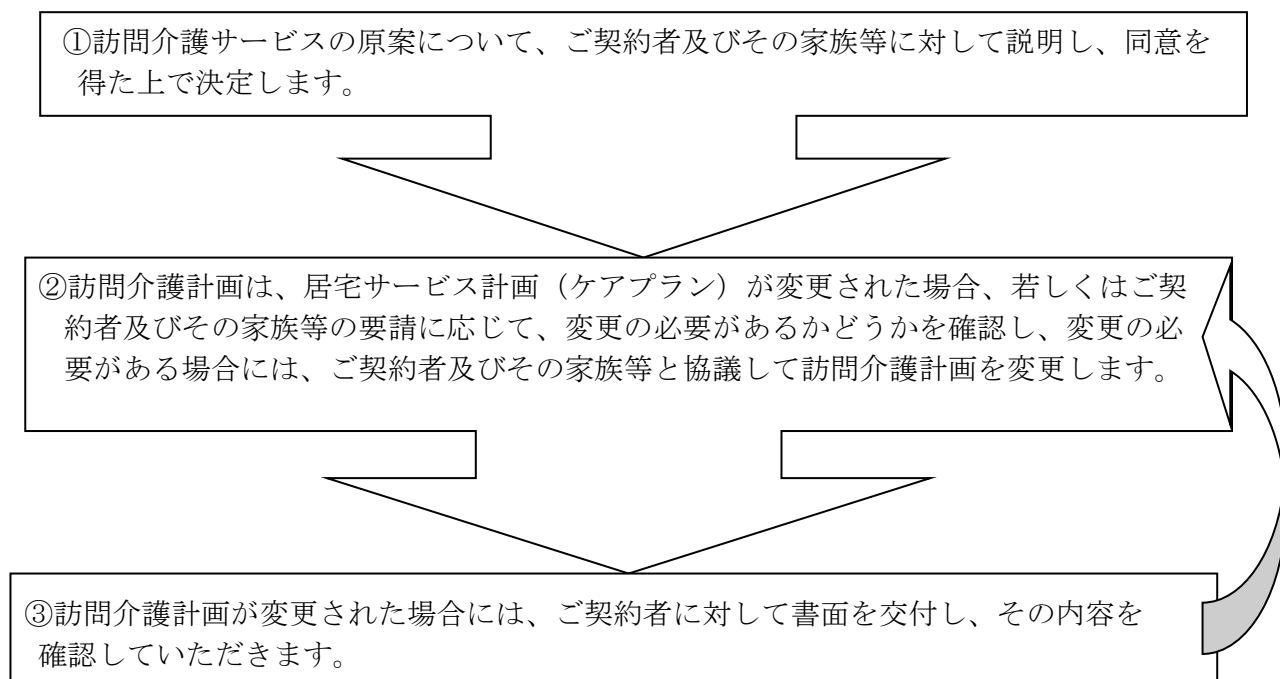 ①訪問介護サービスの原案について、ご契約者及びその家族等に対して説明し、同意を
得た上で決定します。
②訪問介護計画は、居宅サービス計画（ケアプラン）が変更された場合、若しくはご契
約者及びその家族等の要請に応じて、変更の必要があるかどうかを確認し、変更の必
要がある場合には、ご契約者及びその家族等と協議して訪問介護計画を変更します。
③訪問介護計画が変更された場合には、ご契約者に対して書面を交付し、その内容を
確認していただきます。